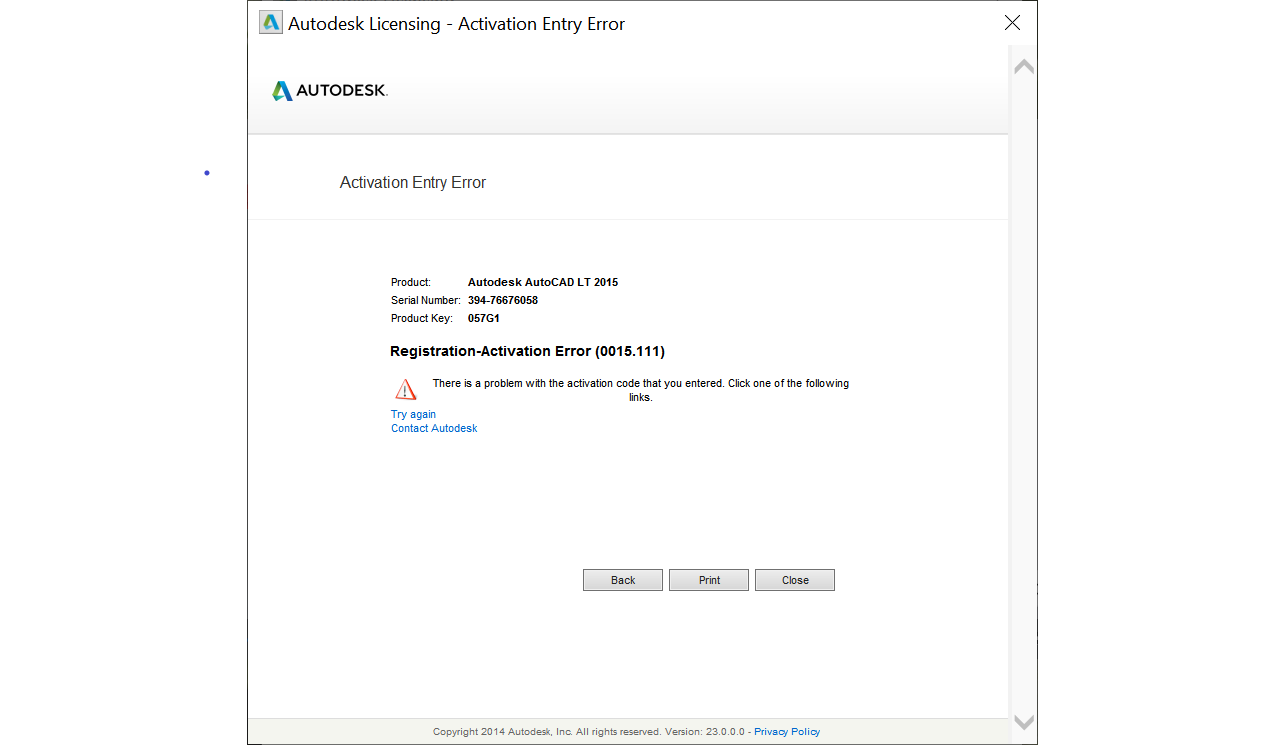 Autodesk Licensing - Activation Entry Error
AUTODESK.
Activation Entry Error
Product: Autodesk AutoCAD LT 2015
Serial Number: 394-76676058
Product Key: 057G1
Registration-Activation Error (0015.111)
There is a problem with the activation code that you entered. Click one of the following
links.
Try again
Contact Autodesk
Back Print Close
Copyright 2014 Autodesk, Inc. All rights reserved. Version: 23.0.0.0 - Privacy Policy